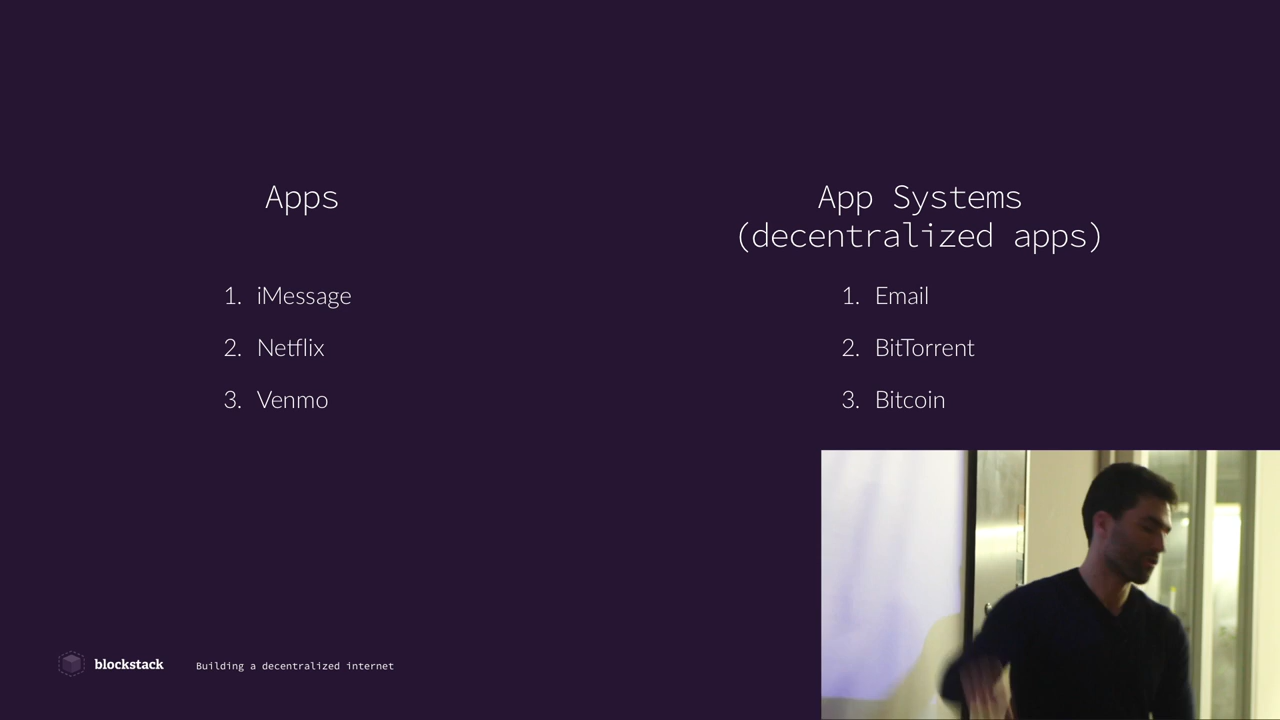 Apps
1. iMessage
2. Netflix
3. Venmo
App Systems
(decentralized apps)
1. Email
2. BitTorrent
3. Bitcoin
blockstack
Building a decentralized internet